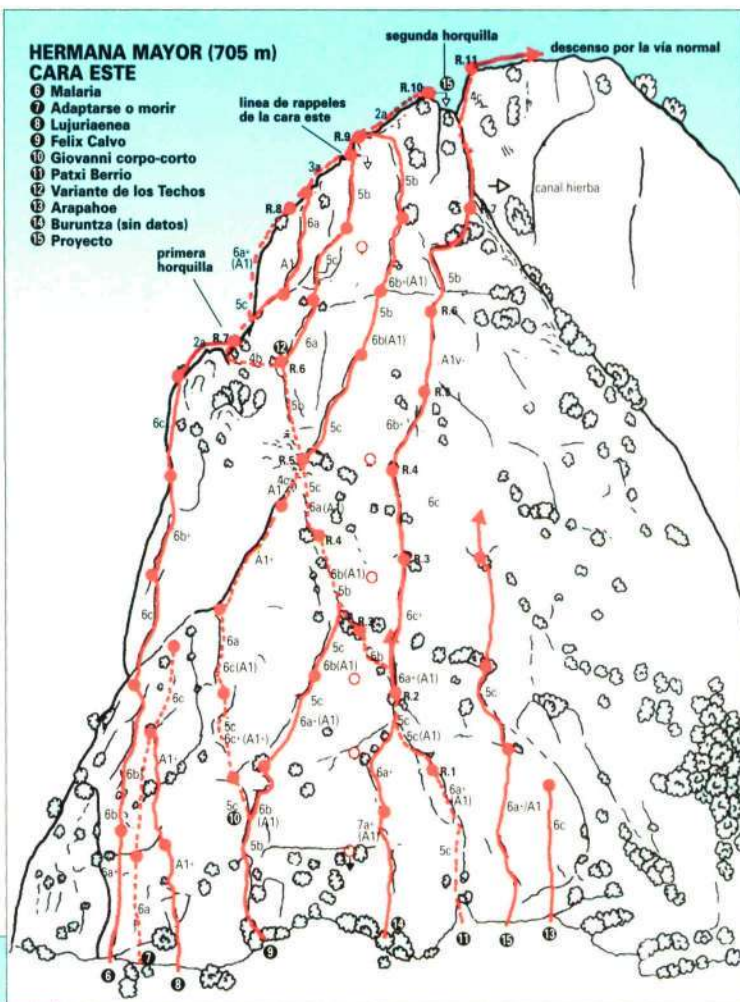 HERMANA MAYOR (705 m)
CARA ESTE
6 Malaria
7 Adaptarse o morir
8 Lujuriaenea
9 Felix Calvo
10 Giovanni corpo-corto
11 Patxi Berrio
12 Variante de los Techos
13 Arapahoe
14 Buruntza (sin datos)
15 Proyecto
segunda horquilla
descenso por la vía normal
R.11
R.10
15
4c
linea de rappeles
de la cara este
2a
R.9
3a
5b
5b
canal hierba
R.8
6a
R.7
6a+
(A1)
5c
primera
horquilla
A1
6b+(A1)
5b
5c
5b
R.6
R.7
2a
12
6a
6b(A1)
4b
R.6
A1
5b
R.5
6c
5c
6b+
R.5
4c
R.4
A1
5c
6a(A1)
6c
R.4
6b+
A1+
6b(A1)
R.3
5b
6c
6c+
6a
5c
R.3
6b
6c(A1)
6b(A1)
6a+(A1)
5c
R.2
6c
5c
5c
5c
6c+(A1+)
6a+(A1)
5c(A1)
A1+
R.1
6b
6a+
6a+
(A1)
5c
6b
(A1)
6a+/A1
10
6c
6b
7a+
(A1)
5b
5c
A1+
6a+
6a
6
7
8
9
14
11
15
13